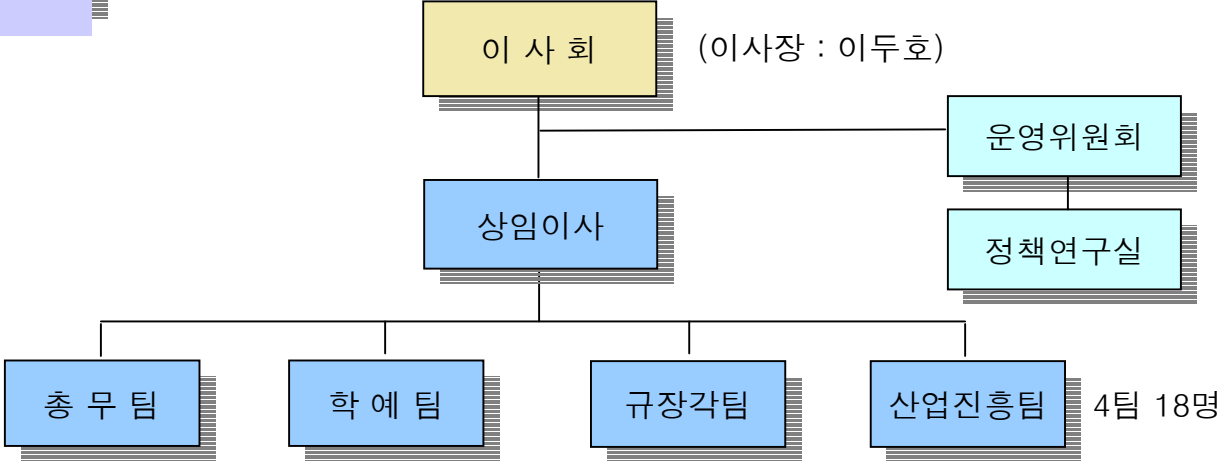 이 사 회
(이사장 : 이두호)
운영위원회
상임이사
정책연구실
총 무 팀
학 예 팀
규장각팀
산업진흥팀
4팀 18명